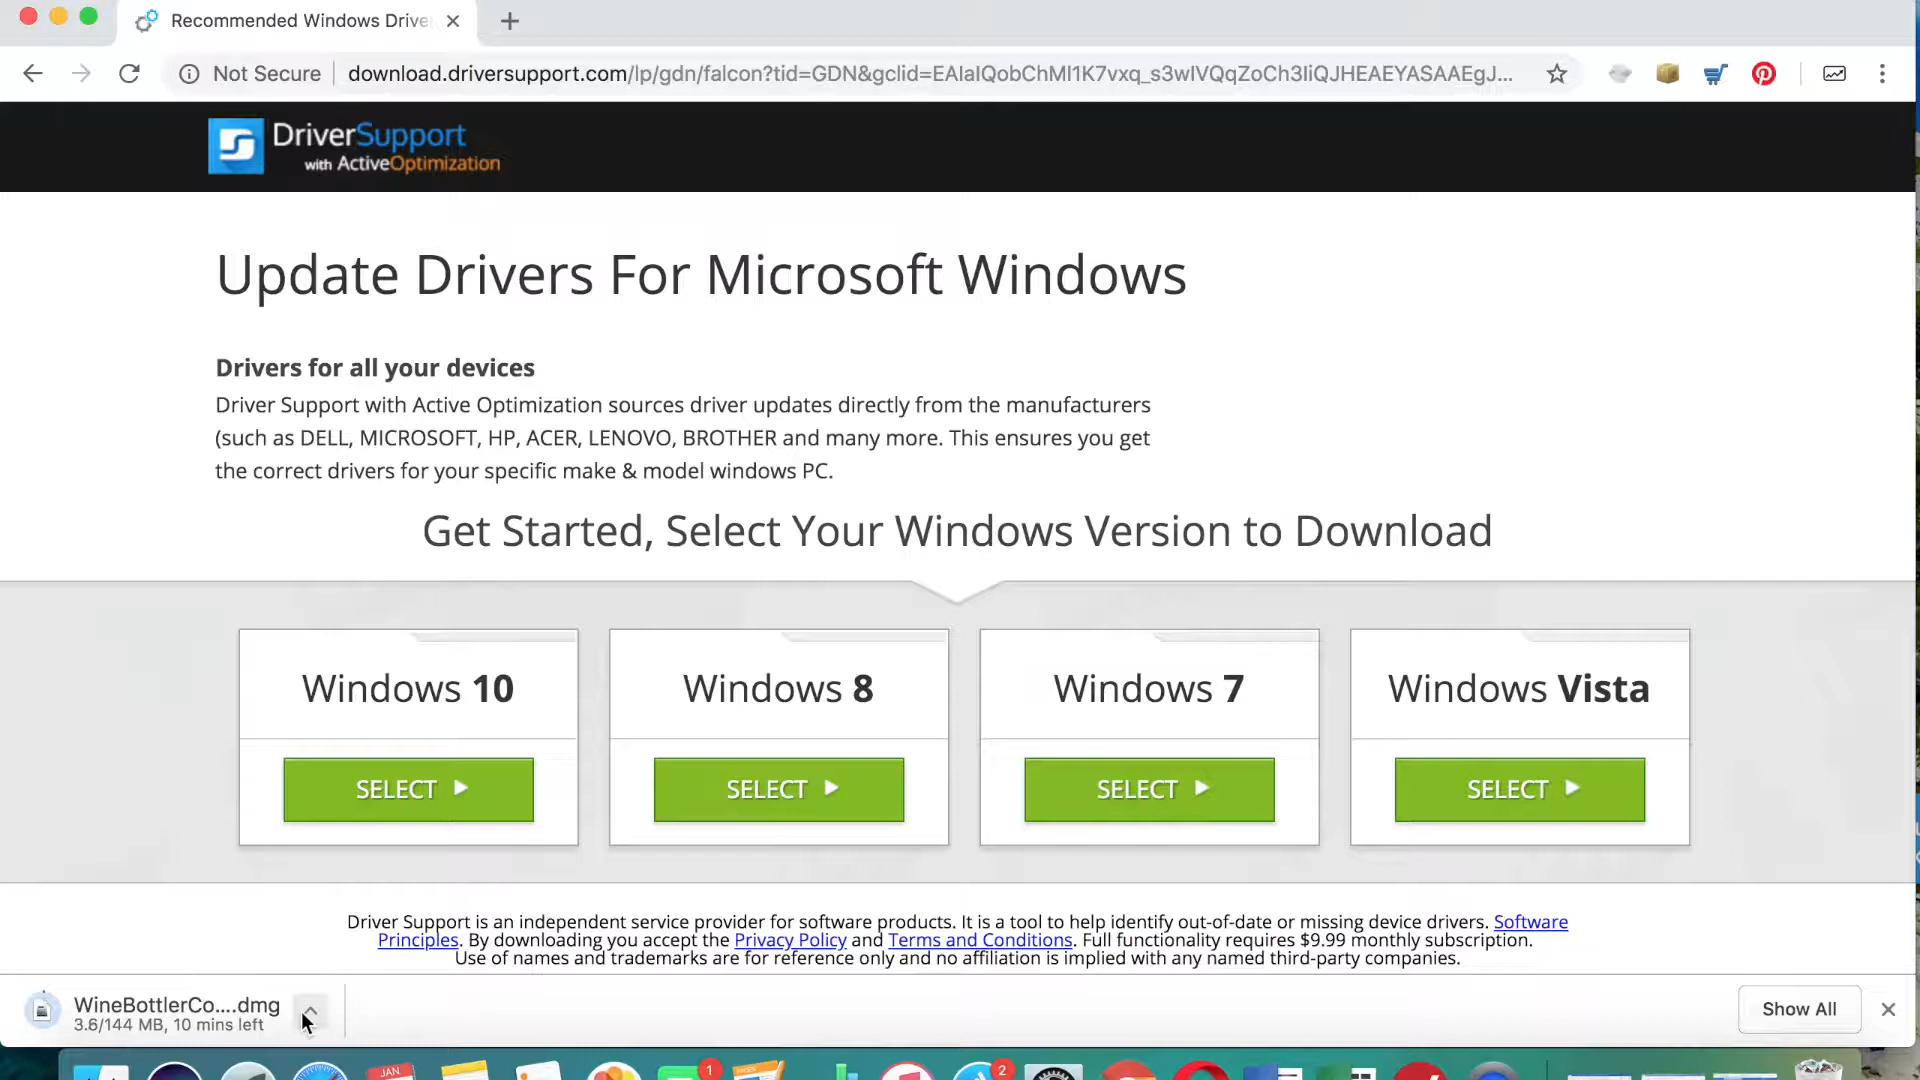 Recommended Windows Drive
Not Secure
download.driversupport.com/lp/gdn/falcon?tid=GDN&gclid=EAIaIQobChMI1K7vxq_s3wIVQqZoCh3IiQJHEAEYASAAEgJ...
DriverSupport
with ActiveOptimization
Update Drivers For Microsoft Windows
Drivers for all your devices
Driver Support with Active Optimization sources driver updates directly from the manufacturers
(such as DELL, MICROSOFT, HP, ACER, LENOVO, BROTHER and many more. This ensures you get
the correct drivers for your specific make & model windows PC.
Get Started, Select Your Windows Version to Download
Windows 10
Windows 8
Windows 7
Windows Vista
SELECT
SELECT
SELECT
SELECT
Driver Support is an independent service provider for software products. It is a tool to help identify out-of-date or missing device drivers. Software
Principles. By downloading you accept the Privacy Policy and Terms and Conditions. Full functionality requires $9.99 monthly subscription.
Use of names and trademarks are for reference only and no affiliation is implied with any named third-party companies.
WineBottlerCo....dmg
3.6/144 MB, 10 mins left
Show All
JAN
1
2